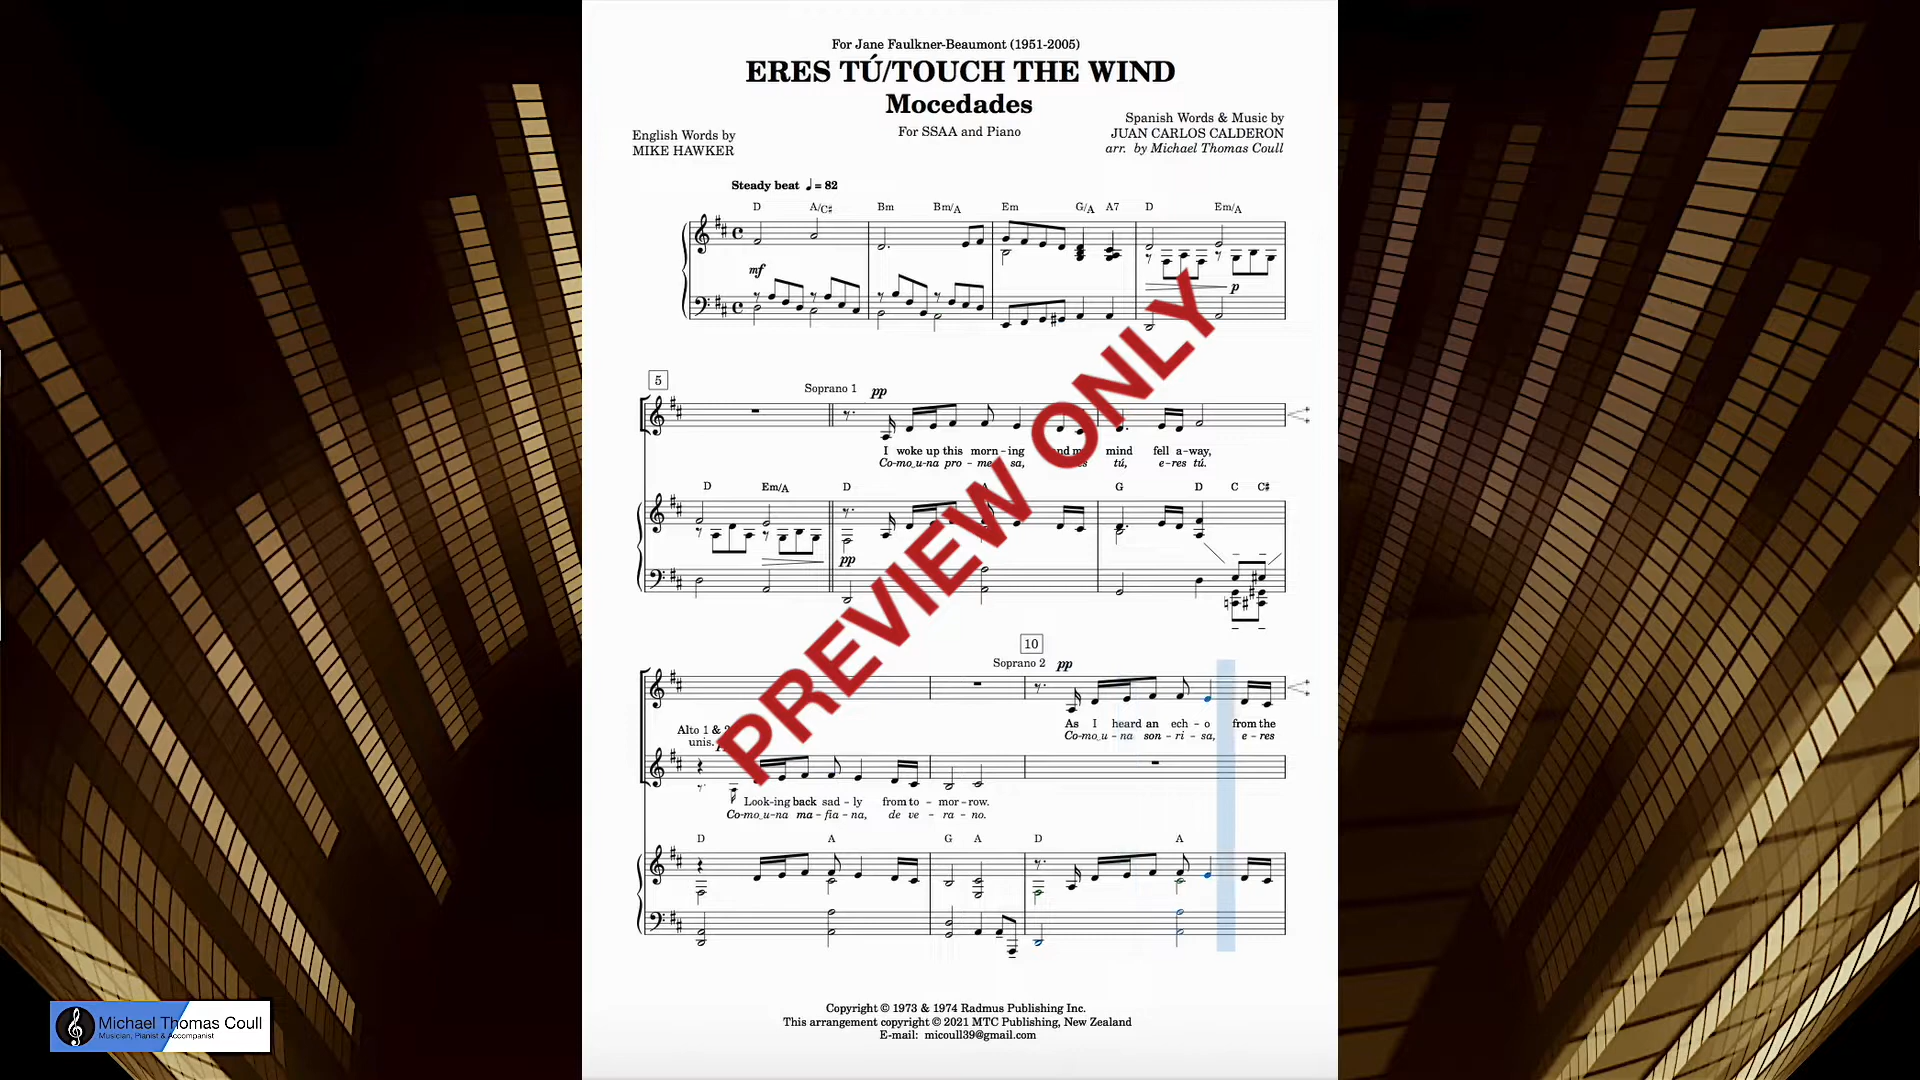 For Jane Faulkner-Beaumont (1951-2005)
ERES TÚ/TOUCH THE WIND
Mocedades
For SSAA and Piano
English Words by
MIKE HAWKER
Spanish Words & Music by
JUAN CARLOS CALDERON
arr. by Michael Thomas Coull
Steady beat ♩ = 82
D A/C♯ Bm Bm/A Em G/A A7 D Em/A
mf
p
5
Soprano 1 pp
I woke up this morn - ing mind fell a - way,
Co-mo‿u-na pro - me sa, tú, e - res tú.
D Em/A D A G D C C♯
pp
10
Soprano 2 pp
As I heard an ech - o from the
Co-mo‿u - na son - ri - sa, e - res
Alto 1 &
unis.
Look-ing back sad - ly from to - mor - row.
Co-mo‿u-na ma - fia - na, de ve - ra - no.
D A G A D A
PREVIEW ONLY
Copyright © 1973 & 1974 Radmus Publishing Inc.
This arrangement copyright © 2021 MTC Publishing, New Zealand
E-mail: micoull39@gmail.com
Michael Thomas Coull
Musician, Pianist & Accompanist